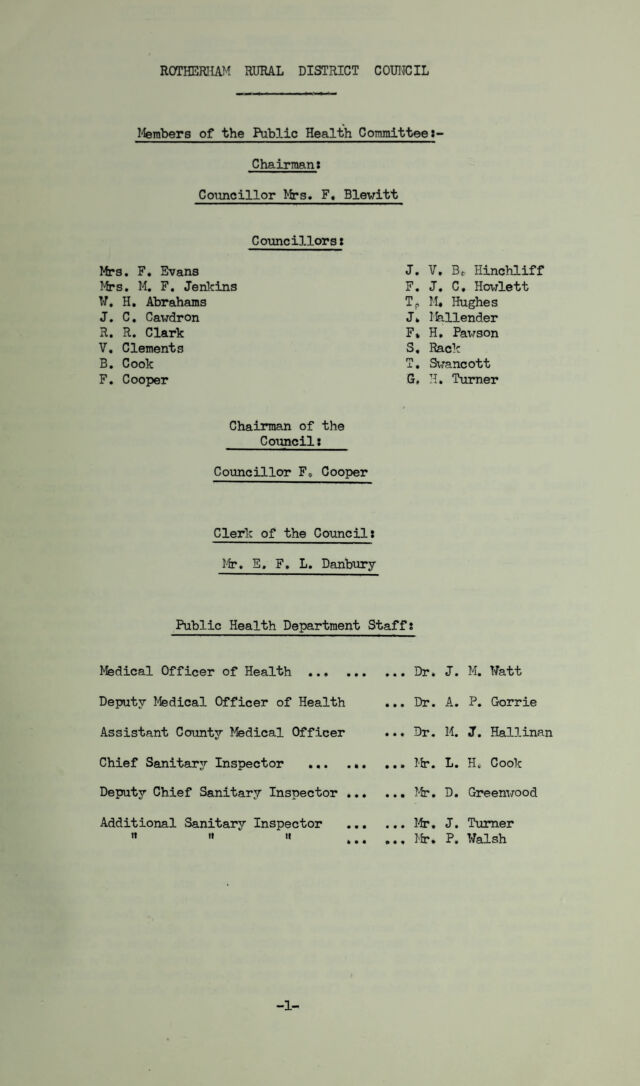 ROTHERHAM RURAL DISTRICT COUNCIL
Members of the Public Health Committee:-
Chairman:
Councillor Mrs. F. Blewitt
Councillors:
Mrs. F. Evans
Mrs. M. F. Jenkins
W. H. Abrahams
J. C. Cawdron
R. R. Clark
V. Clements
B. Cook
F. Cooper
J. V. B. Hinchliff
F. J. C. Howlett
T. M. Hughes
J. Mallender
F. H. Pawson
S. Rack
T. Swancott
G. H. Turner
Chairman of the
Council:
Councillor F. Cooper
Clerk of the Council:
Mr. E. F. L. Danbury
Public Health Department Staff:
Medical Officer of Health ... ... ... Dr. J. M. Watt
Deputy Medical Officer of Health ... Dr. A. P. Gorrie
Assistant County Medical Officer ... Dr. M. J. Hallinan
Chief Sanitary Inspector ... ... ... Mr. L. H. Cook
Deputy Chief Sanitary Inspector ... ... Mr. D. Greenwood
Additional Sanitary Inspector ... ... Mr. J. Turner
" " " ... ... Mr. P. Walsh
-1-